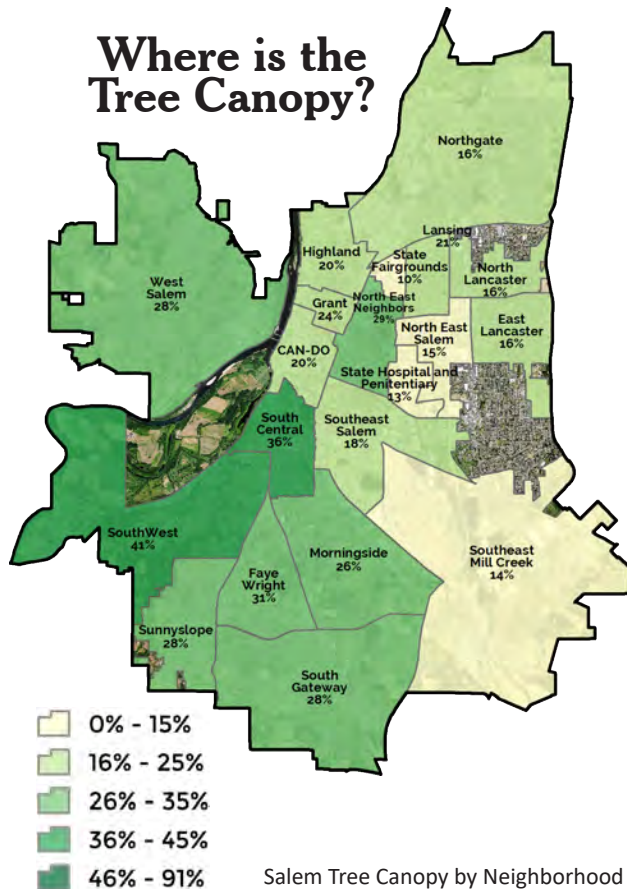 Where is the
Tree Canopy?
Northgate
16%
Lansing
21%
Highland
20%
State
Fairgrounds
10%
North
Lancaster
16%
West
Salem
28%
Grant
24%
North East
Neighbors
29%
North East
Salem
15%
East
Lancaster
16%
CAN-DO
20%
State Hospital and
Penitentiary
13%
South
Central
36%
Southeast
Salem
18%
SouthWest
41%
Morningside
26%
Southeast
Mill Creek
14%
Faye
Wright
31%
Sunnyslope
28%
South
Gateway
28%
0% - 15%
16% - 25%
26% - 35%
36% - 45%
46% - 91%
Salem Tree Canopy by Neighborhood